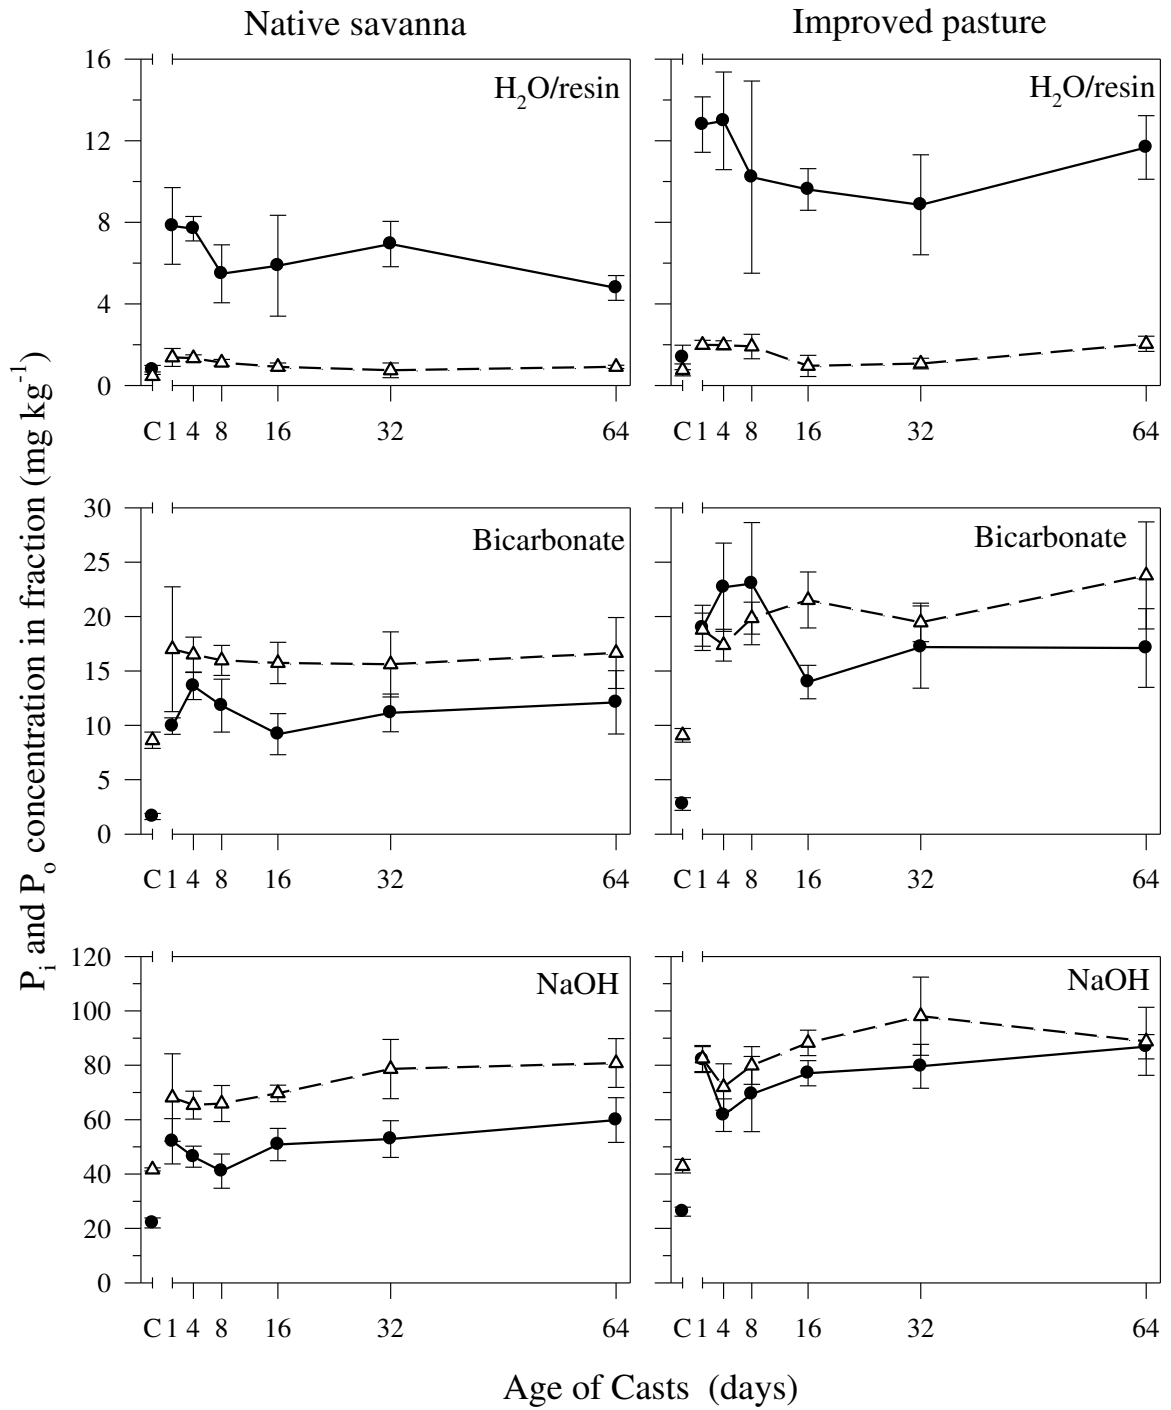 Native savanna
Improved pasture
P_i and P_o concentration in fraction (mg kg^-1)
16
12
8
4
0
H₂O/resin
C 1 4 8 16 32 64
H₂O/resin
C 1 4 8 16 32 64
30
25
20
15
10
5
0
Bicarbonate
C 1 4 8 16 32 64
Bicarbonate
C 1 4 8 16 32 64
120
100
80
60
40
20
0
NaOH
C 1 4 8 16 32 64
NaOH
C 1 4 8 16 32 64
Age of Casts (days)